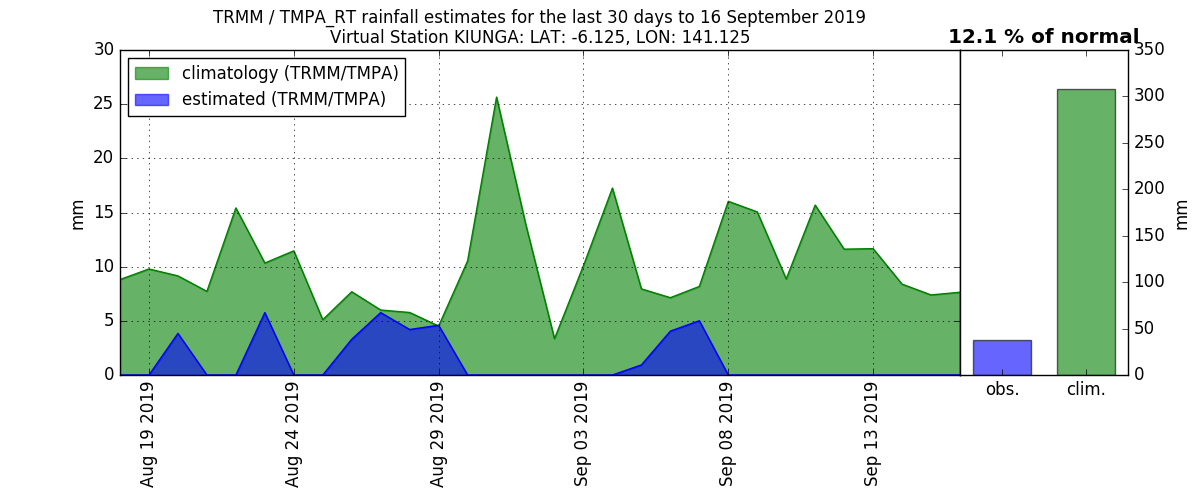 TRMM / TMPA_RT rainfall estimates for the last 30 days to 16 September 2019
Virtual Station KIUNGA: LAT: -6.125, LON: 141.125
12.1 % of normal
climatology (TRMM/TMPA)
estimated (TRMM/TMPA)
30
25
20
15
10
5
0
mm
Aug 19 2019
Aug 24 2019
Aug 29 2019
Sep 03 2019
Sep 08 2019
Sep 13 2019
350
300
250
200
150
100
50
0
mm
obs.
clim.